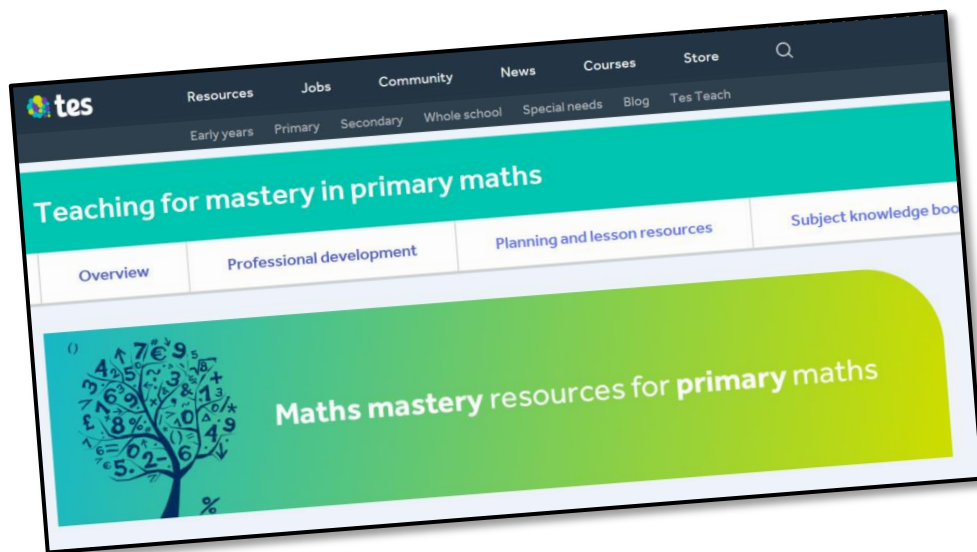 tes
Resources Jobs Community News Courses Store
Early years Primary Secondary Whole school Special needs Blog Tes Teach
Teaching for mastery in primary maths
Overview Professional development Planning and lesson resources Subject knowledge boo
Maths mastery resources for primary maths